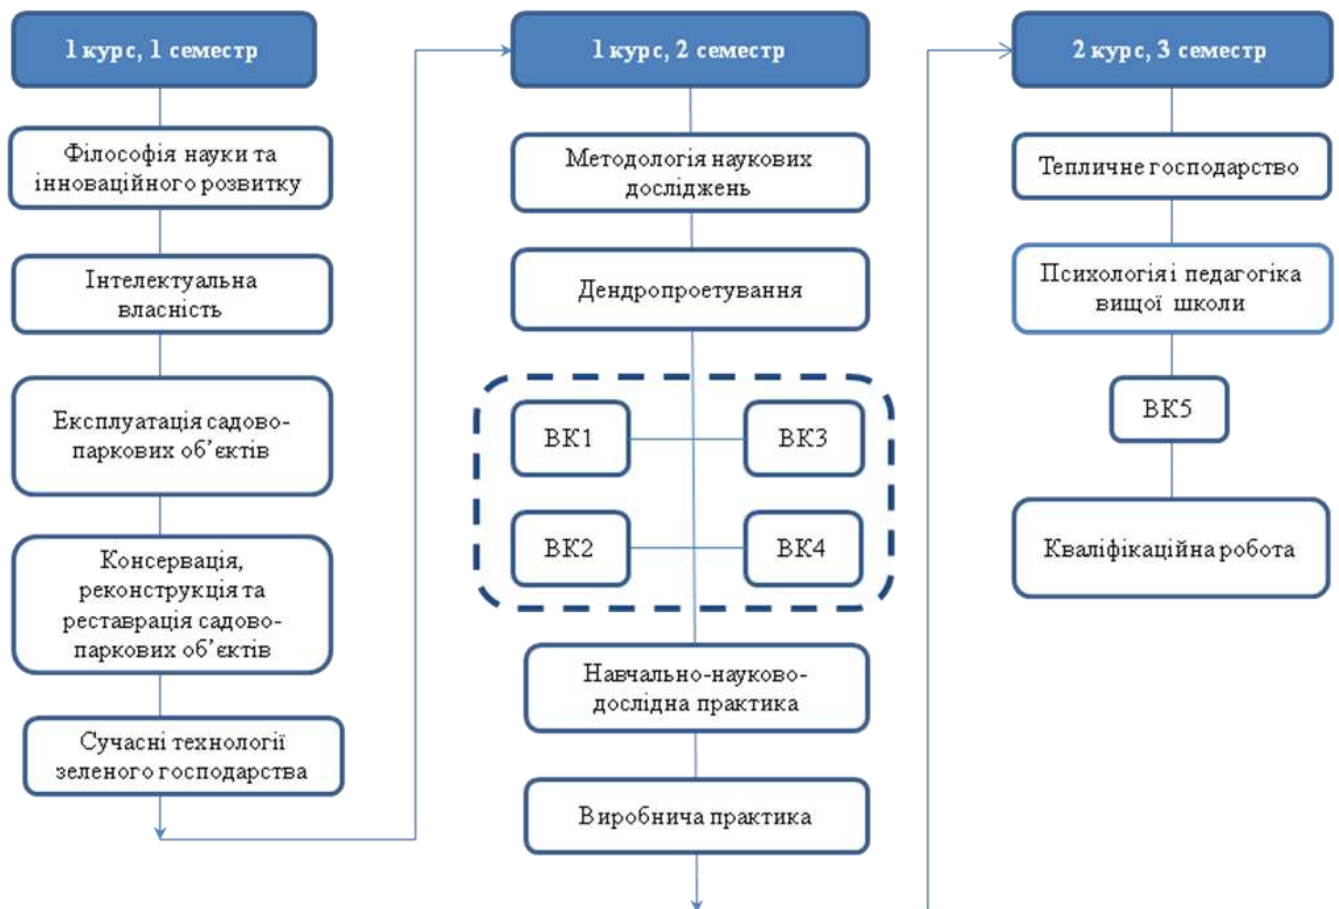 1 курс, 1 семестр
Філософія науки та
інноваційного розвитку
Інтелектуальна
власність
Експлуатація садово-
паркових об’єктів
Консервація,
реконструкція та
реставрація садово-
паркових об’єктів
Сучасні технології
зеленого господарства
1 курс, 2 семестр
Методологія наукових
досліджень
Дендропроетування
ВК1
ВК3
ВК2
ВК4
Навчально-науково-
дослідна практика
Виробнича практика
2 курс, 3 семестр
Тепличне господарство
Психологія і педагогіка
вищої школи
ВК5
Кваліфікаційна робота